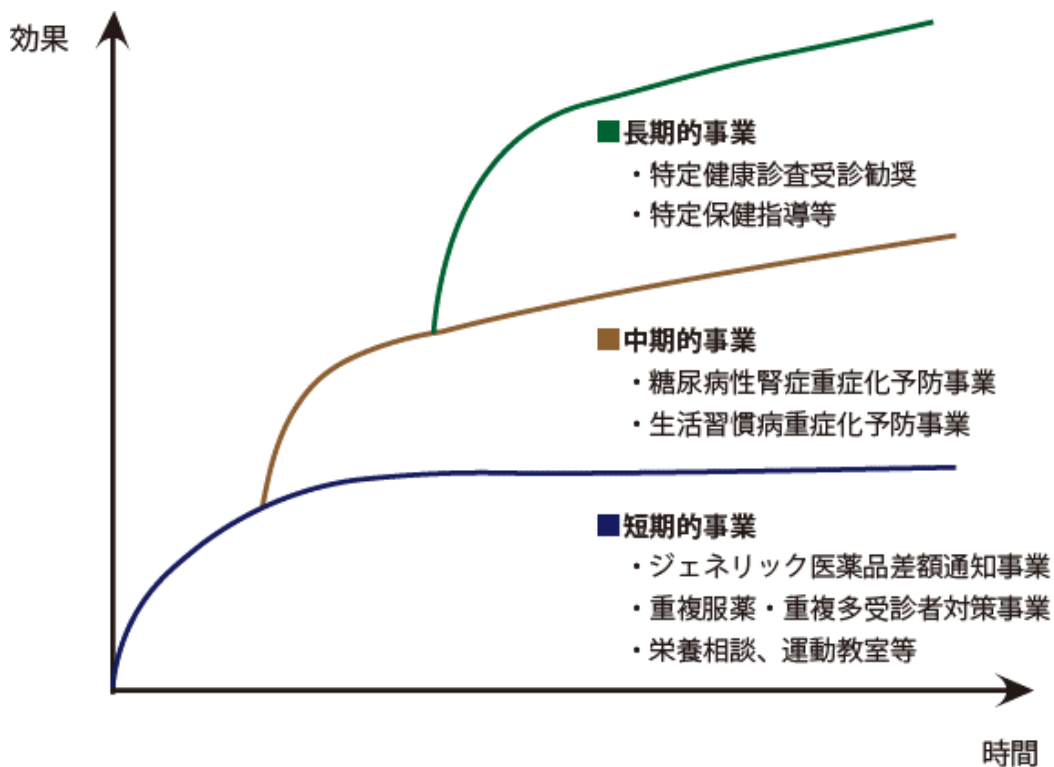 効果
長期的事業
・特定健康診査受診勧奨
・特定保健指導等
中期的事業
・糖尿病性腎症重症化予防事業
・生活習慣病重症化予防事業
短期的事業
・ジェネリック医薬品差額通知事業
・重複服薬・重複多受診者対策事業
・栄養相談、運動教室等
時間